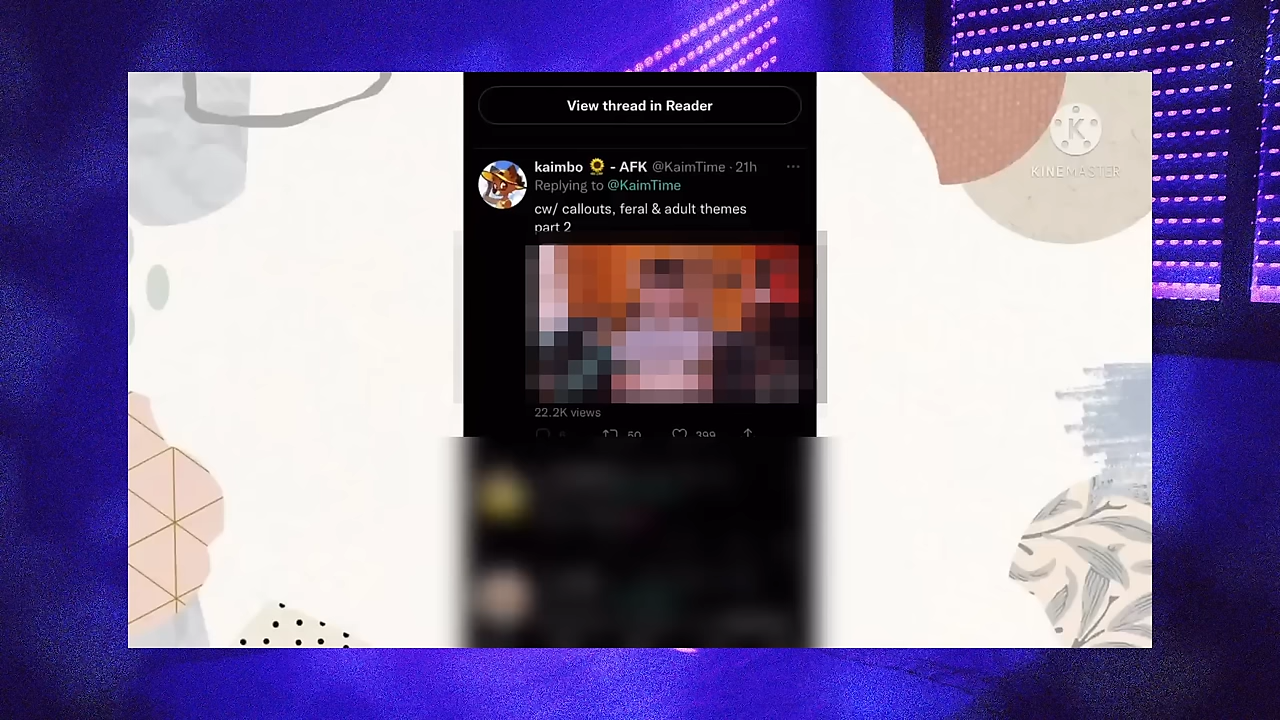 View thread in Reader
KINEMASTER
kaimbo 🌻 - AFK @KaimTime · 21h
Replying to @KaimTime
cw/ callouts, feral & adult themes
part 2
22.2K views
50 399